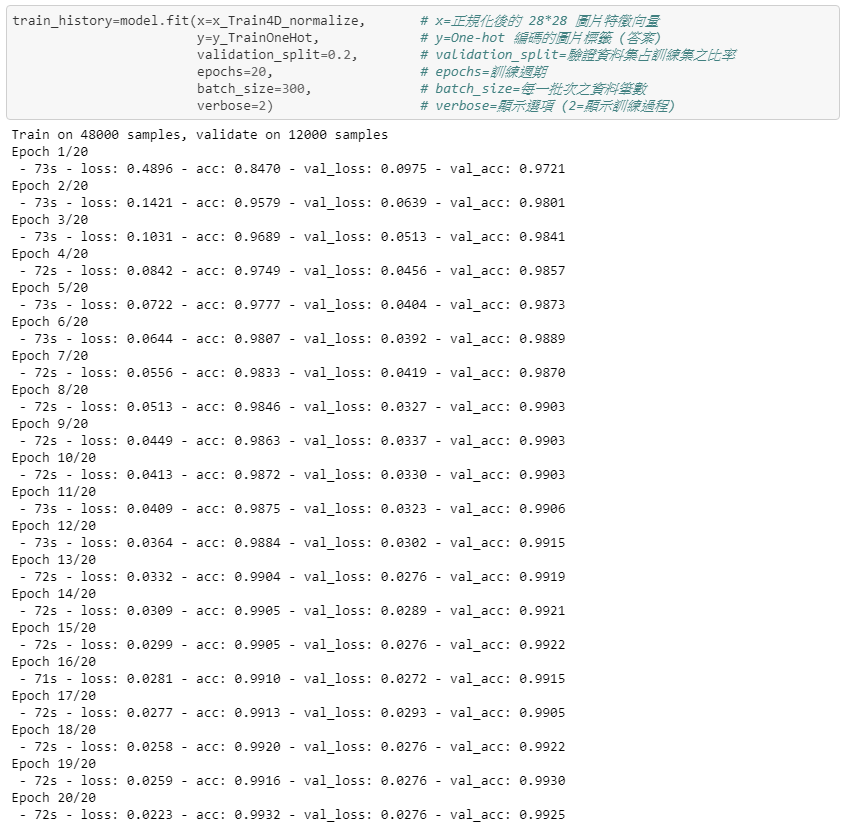 train_history=model.fit(x=x_Train4D_normalize, # x=正規化後的 28*28 圖片特徵向量
y=y_TrainOneHot, # y=One-hot 編碼的圖片標籤 (答案)
validation_split=0.2, # validation_split=驗證資料集占訓練集之比率
epochs=20, # epochs=訓練週期
batch_size=300, # batch_size=每一批次之資料筆數
verbose=2) # verbose=顯示選項 (2=顯示訓練過程)
Train on 48000 samples, validate on 12000 samples
Epoch 1/20
- 73s - loss: 0.4896 - acc: 0.8470 - val_loss: 0.0975 - val_acc: 0.9721
Epoch 2/20
- 73s - loss: 0.1421 - acc: 0.9579 - val_loss: 0.0639 - val_acc: 0.9801
Epoch 3/20
- 73s - loss: 0.1031 - acc: 0.9689 - val_loss: 0.0513 - val_acc: 0.9841
Epoch 4/20
- 72s - loss: 0.0842 - acc: 0.9749 - val_loss: 0.0456 - val_acc: 0.9857
Epoch 5/20
- 73s - loss: 0.0722 - acc: 0.9777 - val_loss: 0.0404 - val_acc: 0.9873
Epoch 6/20
- 73s - loss: 0.0644 - acc: 0.9807 - val_loss: 0.0392 - val_acc: 0.9889
Epoch 7/20
- 72s - loss: 0.0556 - acc: 0.9833 - val_loss: 0.0419 - val_acc: 0.9870
Epoch 8/20
- 72s - loss: 0.0513 - acc: 0.9846 - val_loss: 0.0327 - val_acc: 0.9903
Epoch 9/20
- 72s - loss: 0.0449 - acc: 0.9863 - val_loss: 0.0337 - val_acc: 0.9903
Epoch 10/20
- 72s - loss: 0.0413 - acc: 0.9872 - val_loss: 0.0330 - val_acc: 0.9903
Epoch 11/20
- 73s - loss: 0.0409 - acc: 0.9875 - val_loss: 0.0323 - val_acc: 0.9906
Epoch 12/20
- 73s - loss: 0.0364 - acc: 0.9884 - val_loss: 0.0302 - val_acc: 0.9915
Epoch 13/20
- 72s - loss: 0.0332 - acc: 0.9904 - val_loss: 0.0276 - val_acc: 0.9919
Epoch 14/20
- 72s - loss: 0.0309 - acc: 0.9905 - val_loss: 0.0289 - val_acc: 0.9921
Epoch 15/20
- 72s - loss: 0.0299 - acc: 0.9905 - val_loss: 0.0276 - val_acc: 0.9922
Epoch 16/20
- 71s - loss: 0.0281 - acc: 0.9910 - val_loss: 0.0272 - val_acc: 0.9915
Epoch 17/20
- 72s - loss: 0.0277 - acc: 0.9913 - val_loss: 0.0293 - val_acc: 0.9905
Epoch 18/20
- 72s - loss: 0.0258 - acc: 0.9920 - val_loss: 0.0276 - val_acc: 0.9922
Epoch 19/20
- 72s - loss: 0.0259 - acc: 0.9916 - val_loss: 0.0276 - val_acc: 0.9930
Epoch 20/20
- 72s - loss: 0.0223 - acc: 0.9932 - val_loss: 0.0276 - val_acc: 0.9925